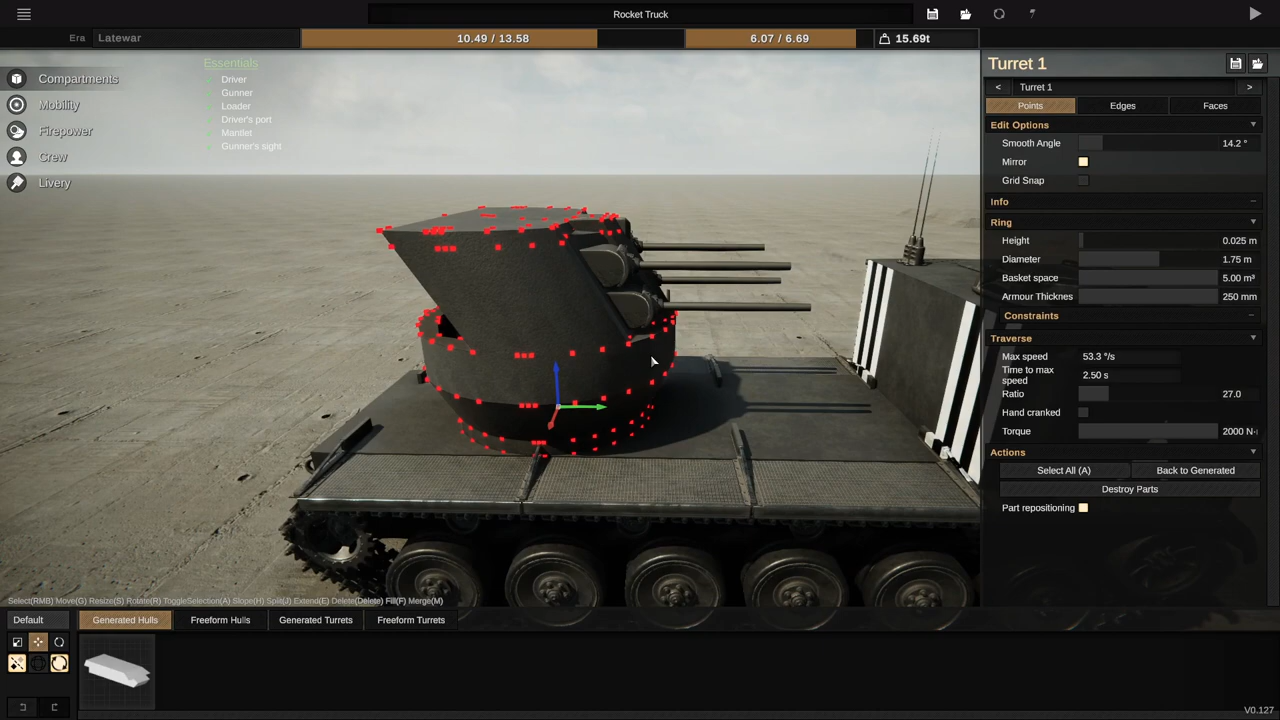 Rocket Truck
Era Latewar 10.49 / 13.58 6.07 / 6.69 15.69t
Compartments
Mobility
Firepower
Crew
Livery
Essentials
Driver
Gunner
Loader
Driver's port
Mantlet
Gunner's sight
Turret 1
< Turret 1 >
Points Edges Faces
Edit Options
Smooth Angle 14.2 °
Mirror
Grid Snap
Info
Ring
Height 0.025 m
Diameter 1.75 m
Basket space 5.00 m³
Armour Thicknes 250 mm
Constraints
Traverse
Max speed 53.3 °/s
Time to max speed 2.50 s
Ratio 27.0
Hand cranked
Torque 2000 N·
Actions
Select All (A) Back to Generated
Destroy Parts
Part repositioning
Select(RMB) Move(G) Resize(S) Rotate(R) ToggleSelection(A) Slope(H) Split(J) Extend(E) Delete(Delete) Fill(F) Merge(M)
Default Generated Hulls Freeform Hulls Generated Turrets Freeform Turrets
V0.127